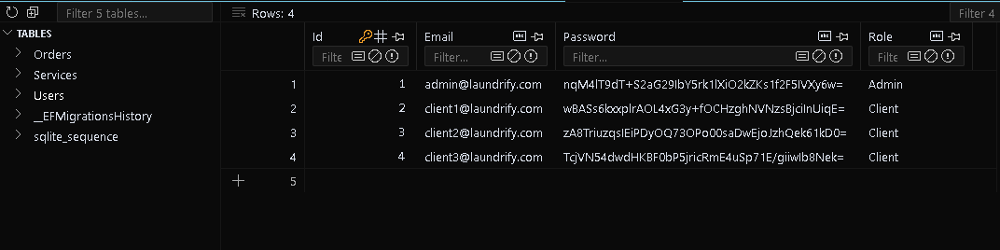 Filter 5 tables...
Rows: 4
Filter 4
TABLES
Orders
Services
Users
__EFMigrationsHistory
sqlite_sequence
Id Email Password Role
Filte Filter... Filter... Filte
1 1 admin@laundrify.com nqM4lT9dT+S2aG29IbY5rk1lXiO2kZKs1f2F5IVXy6w= Admin
2 2 client1@laundrify.com wBASs6kxxplrAOL4xG3y+fOCHzghNVNzsBjciInUiqE= Client
3 3 client2@laundrify.com zA8TriuzqsIEiPDyOQ73OPo00saDwEjoJzhQek61kD0= Client
4 4 client3@laundrify.com TcjVN54dwdHKBF0bP5jricRmE4uSp71E/giiwIb8Nek= Client
5